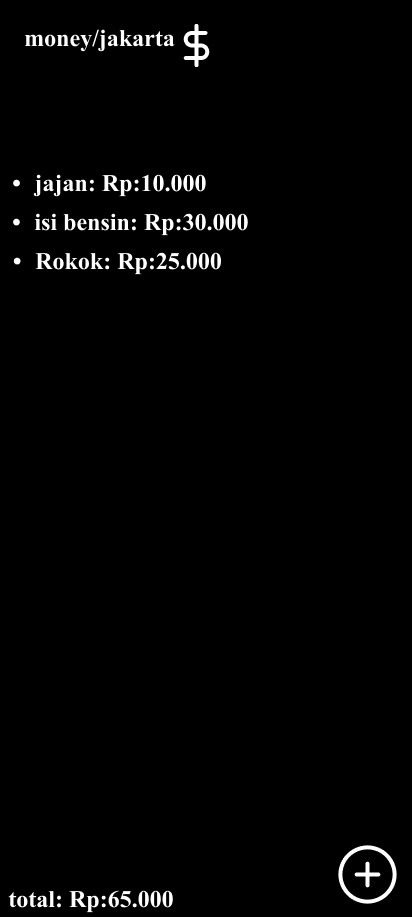 money/jakarta $
• jajan: Rp:10.000
• isi bensin: Rp:30.000
• Rokok: Rp:25.000
total: Rp:65.000